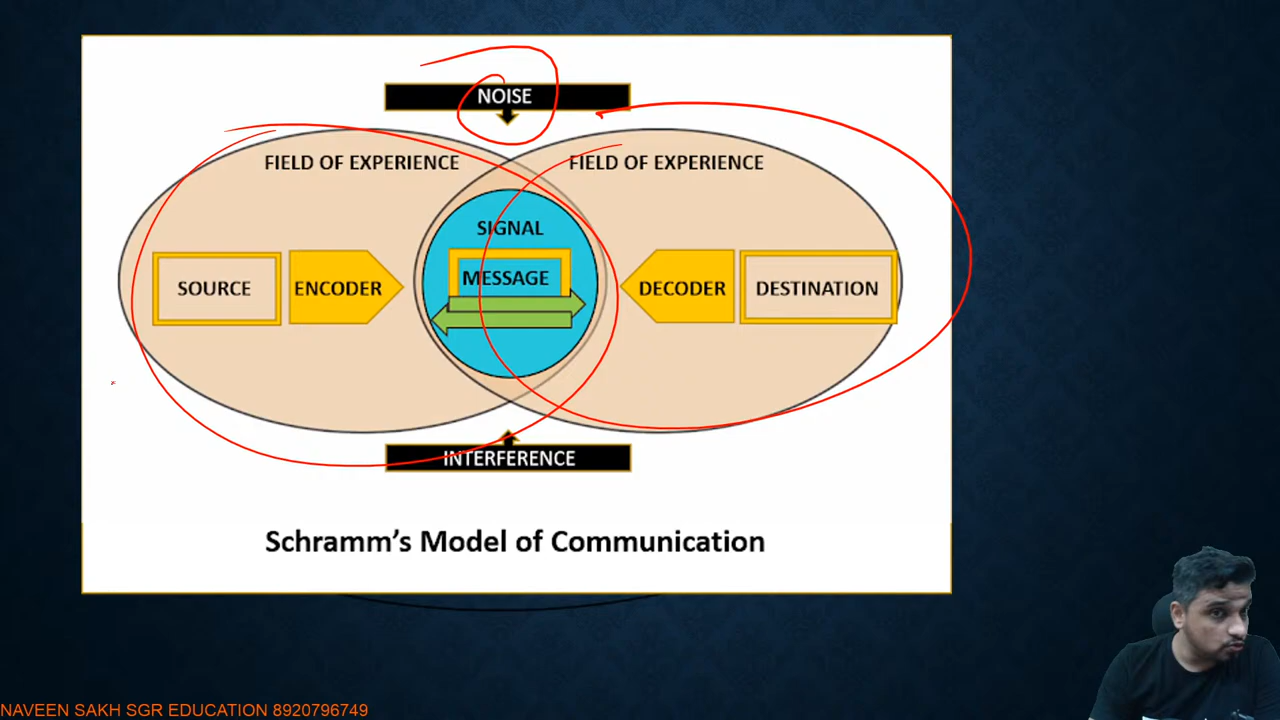 NOISE
FIELD OF EXPERIENCE
FIELD OF EXPERIENCE
SIGNAL
MESSAGE
SOURCE
ENCODER
DECODER
DESTINATION
INTERFERENCE
Schramm's Model of Communication
NAVEEN SAKH SGR EDUCATION 8920796749